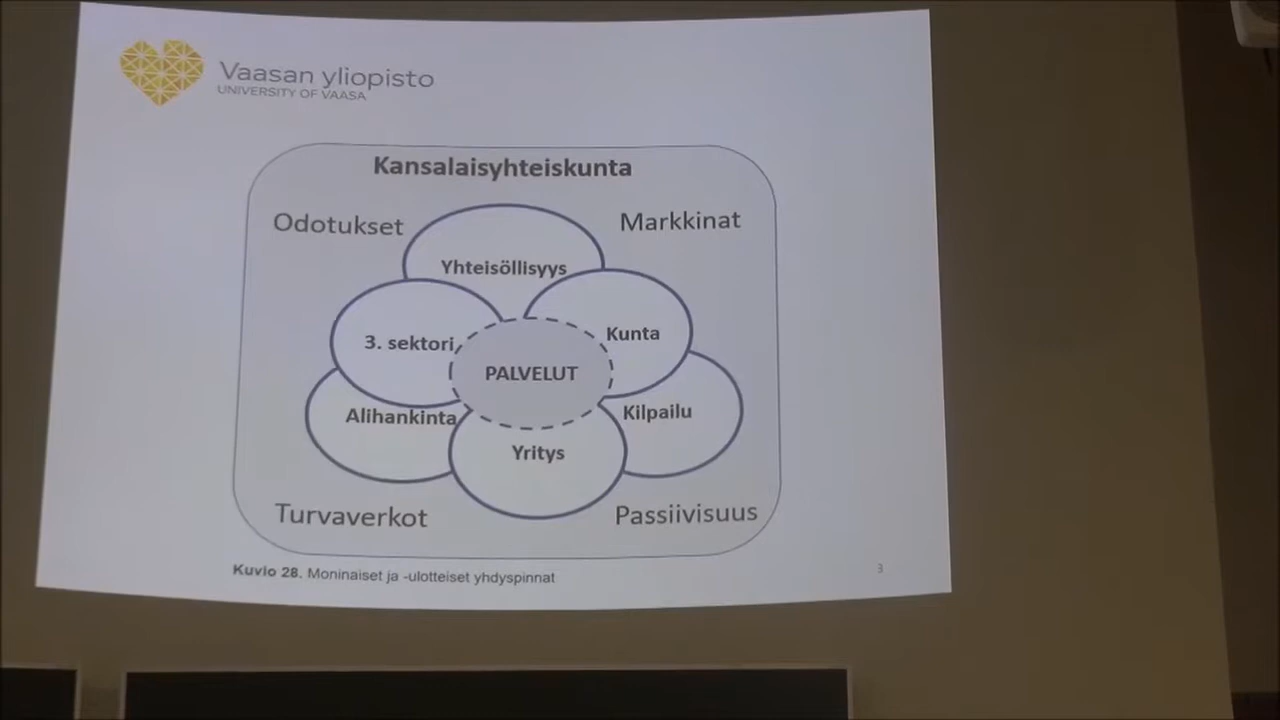 Vaasan yliopisto
UNIVERSITY OF VAASA
Kansalaisyhteiskunta
Odotukset
Markkinat
Yhteisöllisyys
3. sektori
Kunta
PALVELUT
Alihankinta
Kilpailu
Yritys
Turvaverkot
Passiivisuus
Kuvio 28. Moninaiset ja -ulotteiset yhdyspinnat
3